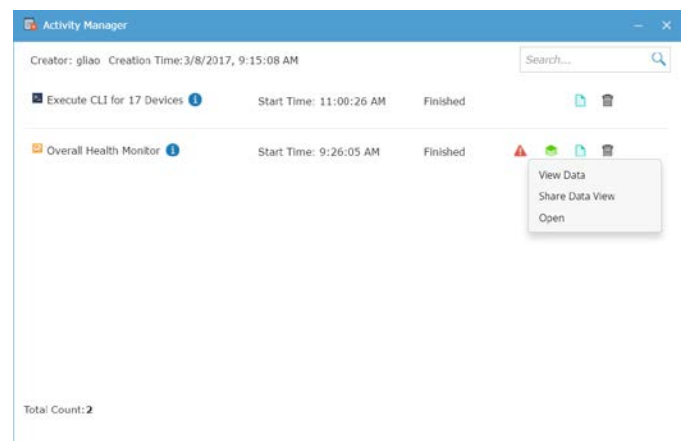 Activity Manager
Creator: gliao Creation Time:3/8/2017, 9:15:08 AM Search...
Execute CLI for 17 Devices Start Time: 11:00:26 AM Finished
Overall Health Monitor Start Time: 9:26:05 AM Finished
View Data
Share Data View
Open
Total Count:2